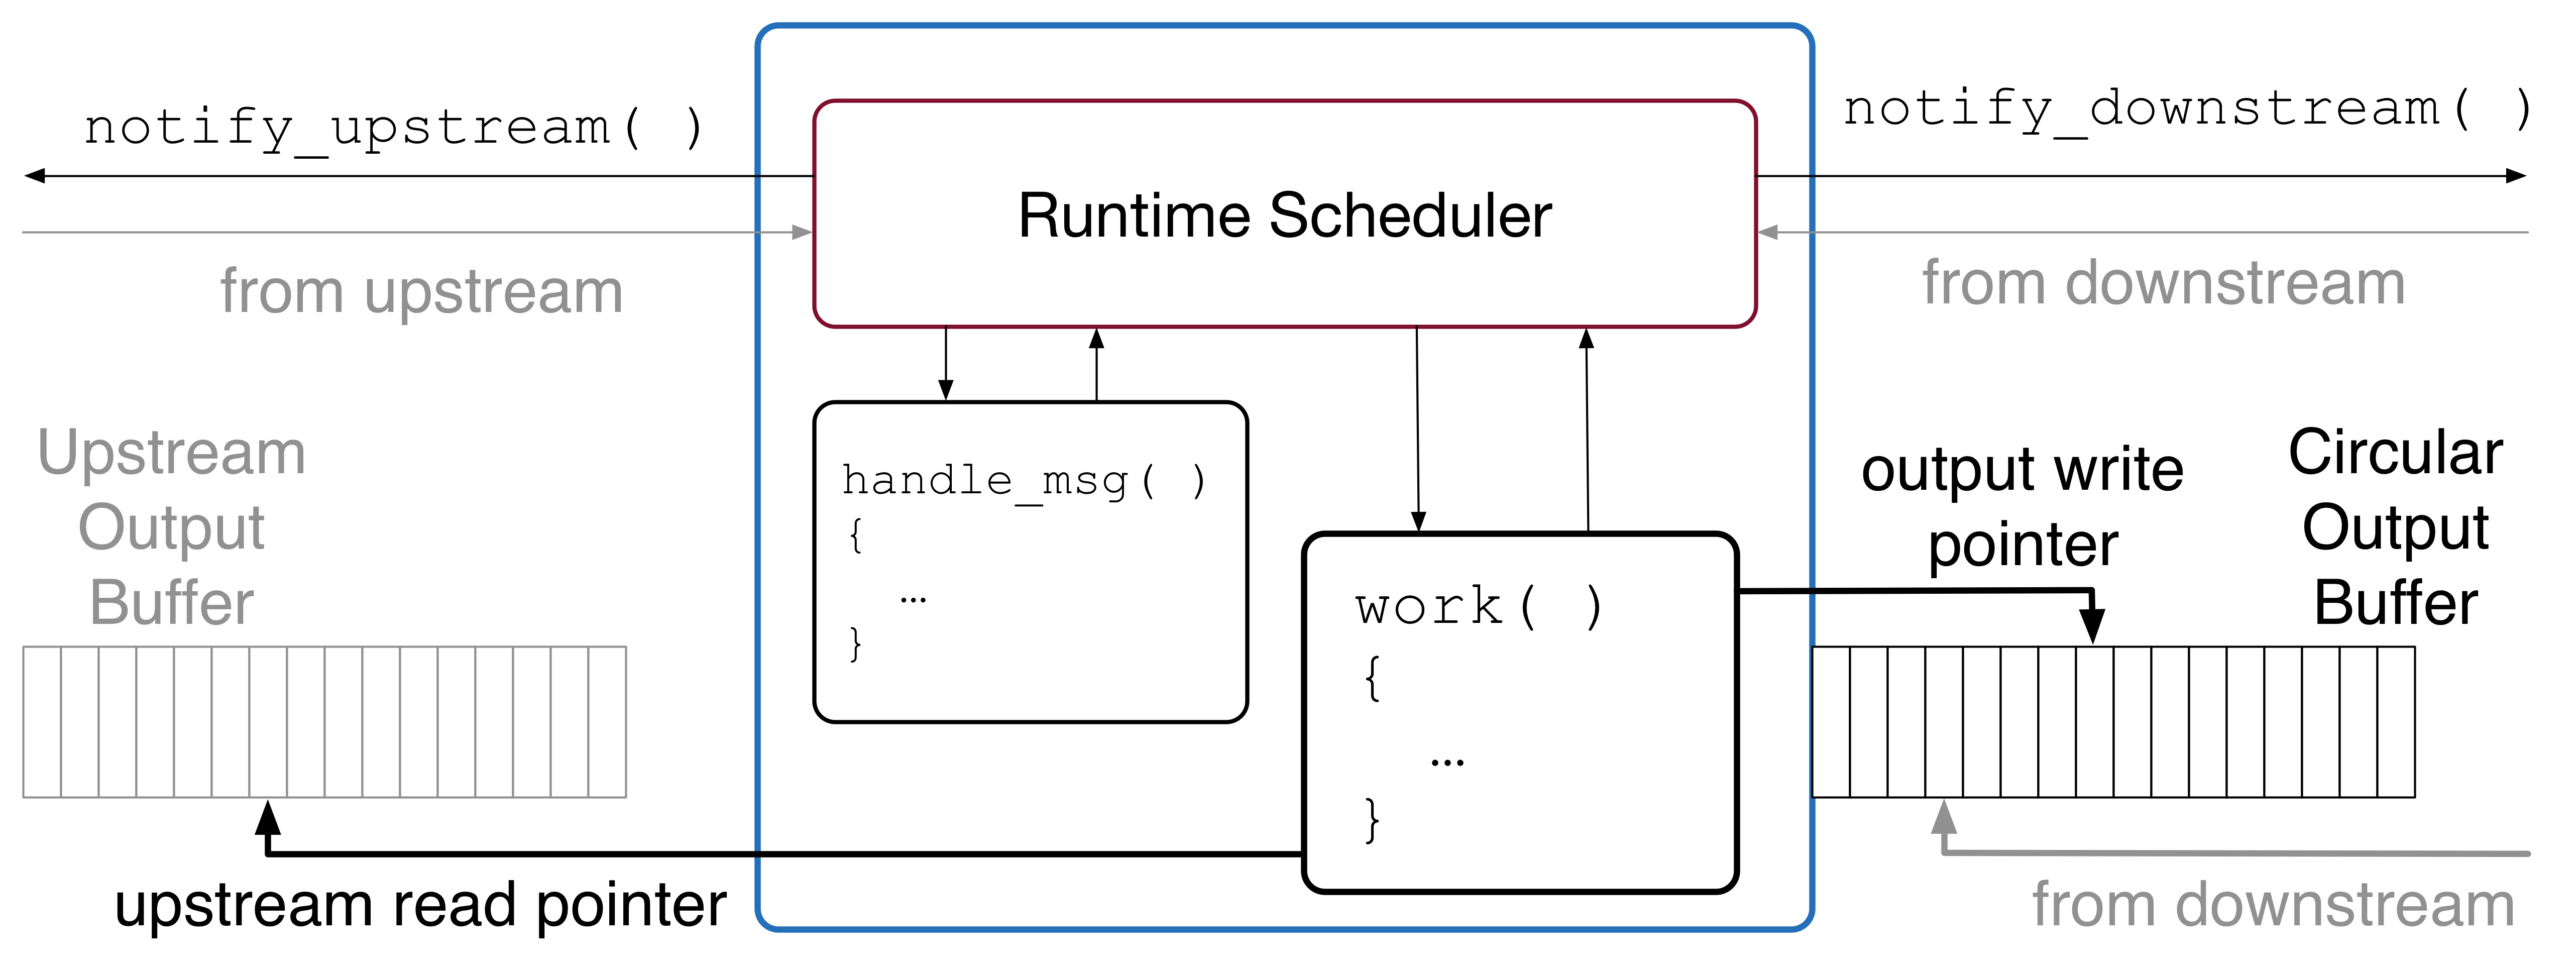 notify_upstream( )
notify_downstream( )
Runtime Scheduler
from upstream
from downstream
Upstream
Output
Buffer
handle_msg( )
{
...
}
work( )
{
...
}
output write
pointer
Circular
Output
Buffer
upstream read pointer
from downstream